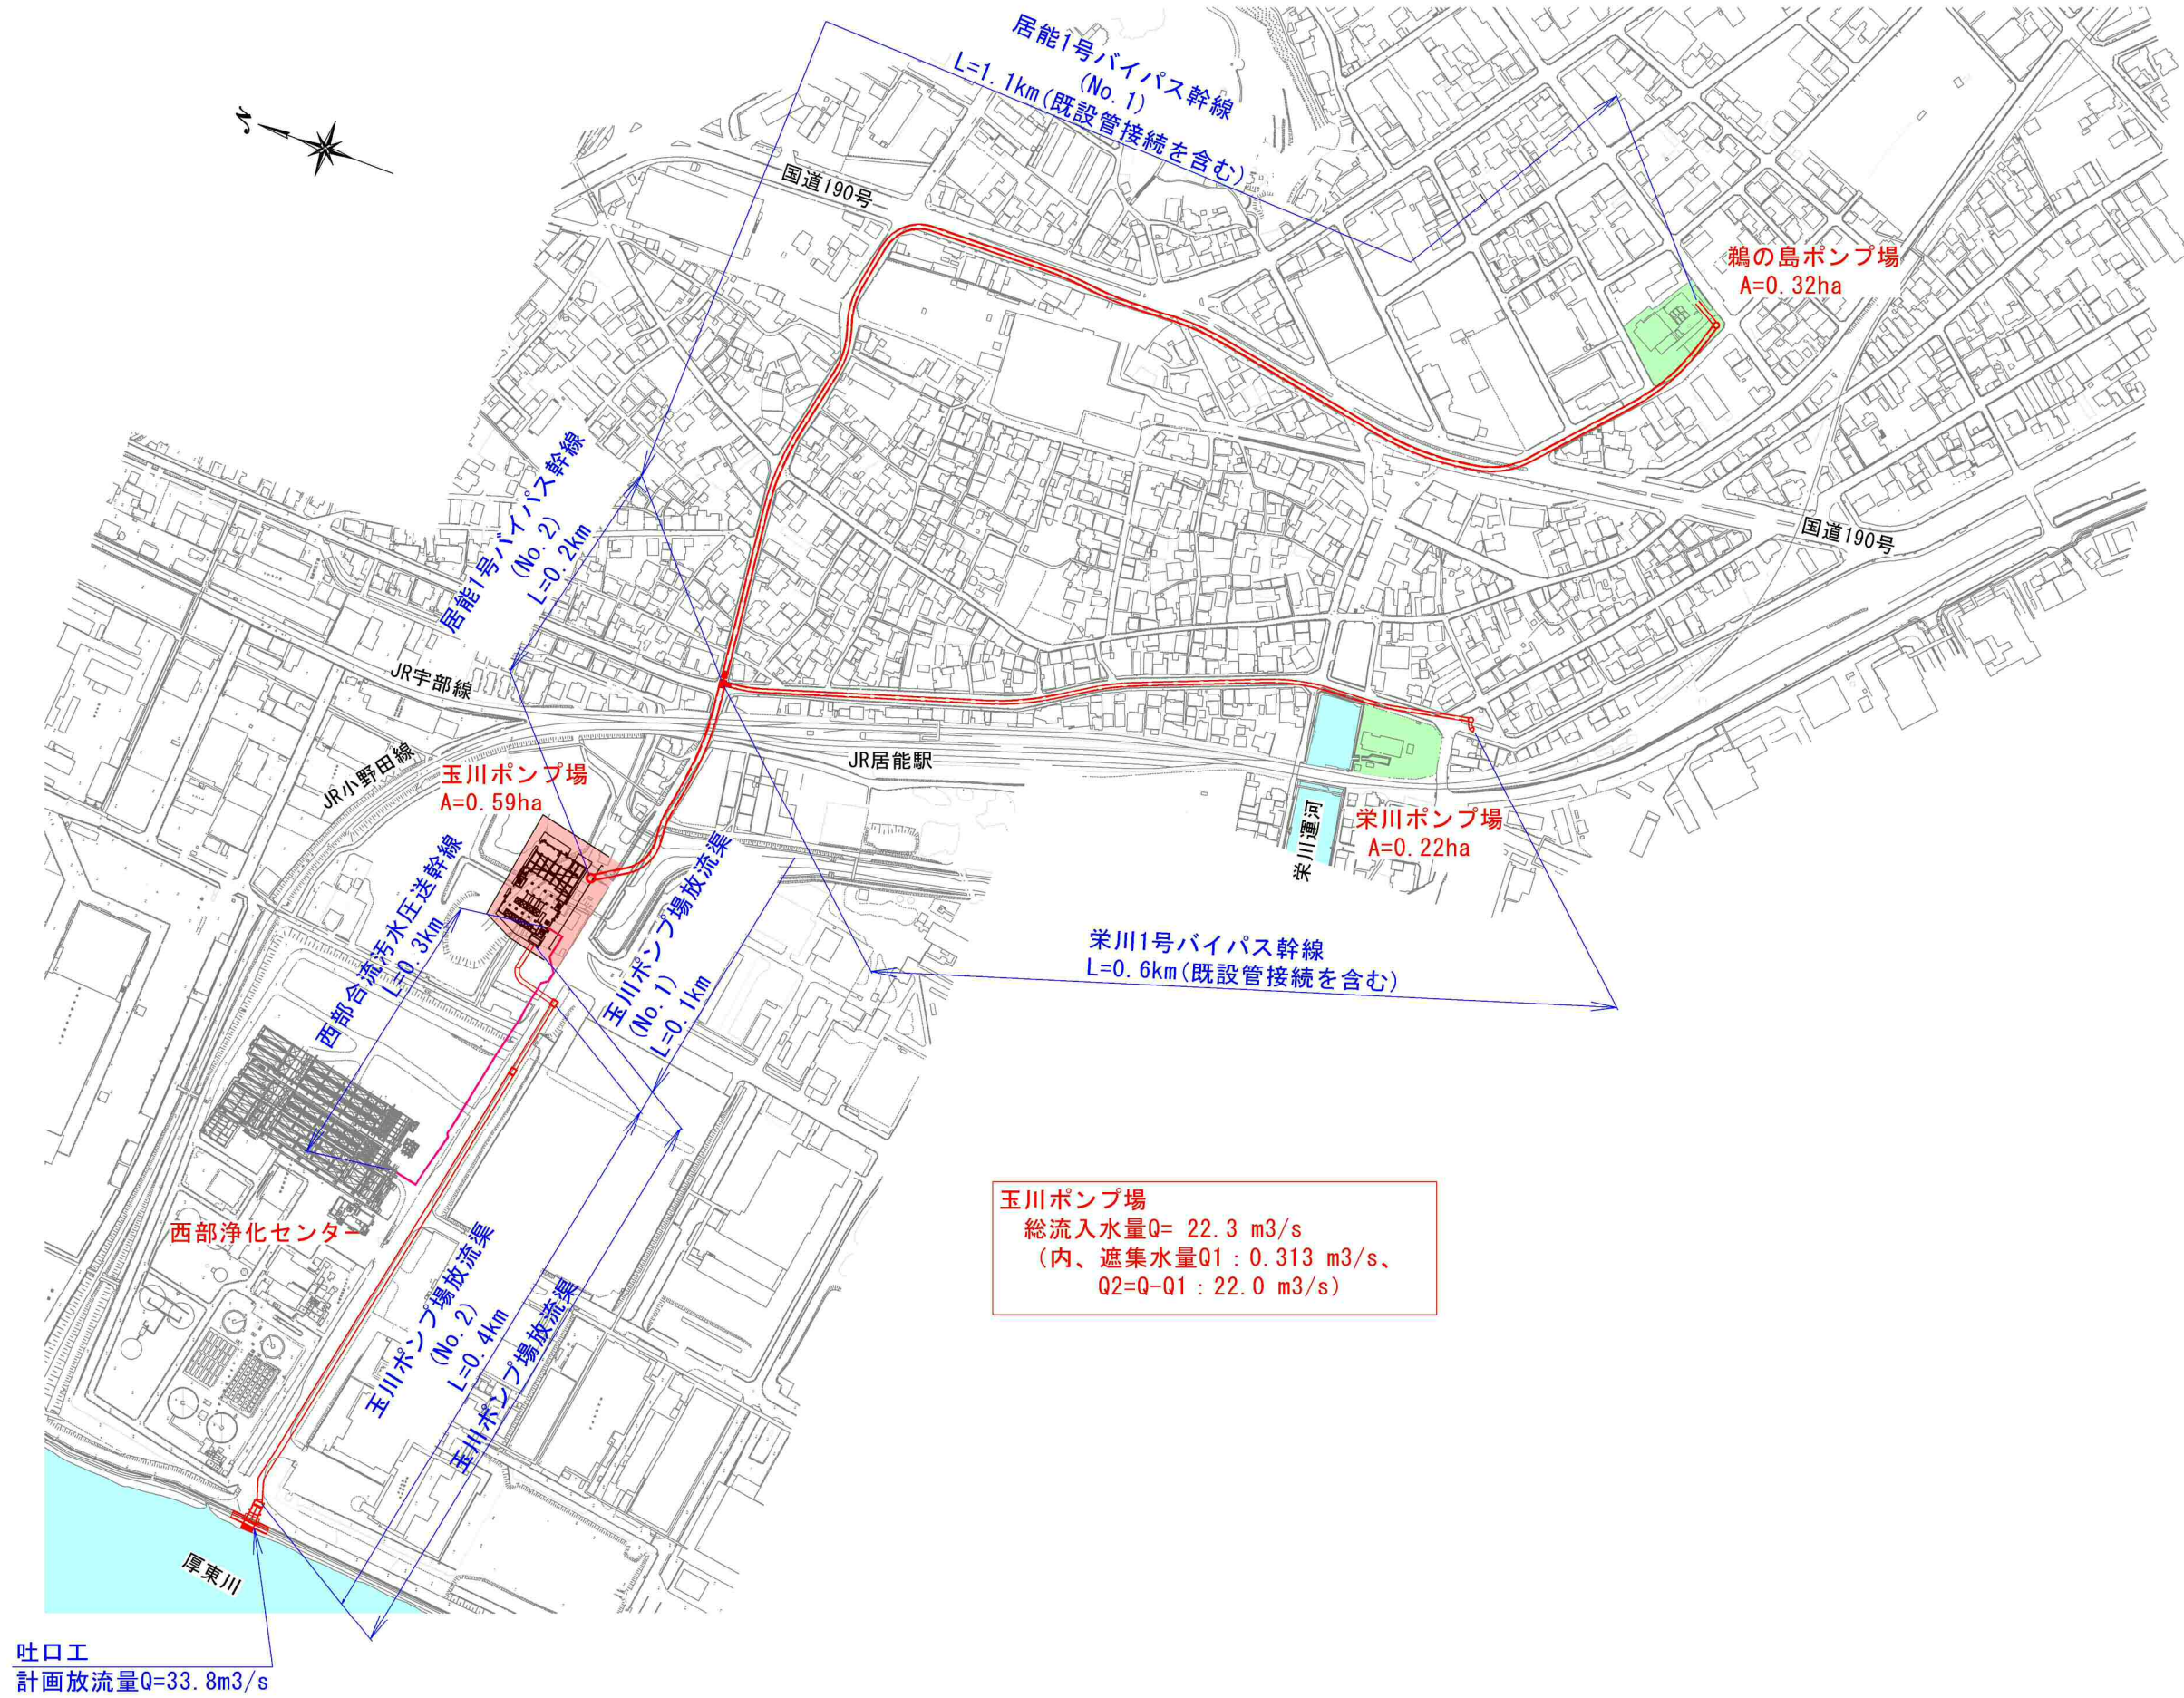 居能1号バイパス幹線
(No. 1)
L=1. 1km(既設管接続を含む)
N
国道190号
鵜の島ポンプ場
A=0. 32ha
居能1号バイパス幹線
(No. 2)
L=0. 2km
国道190号
JR宇部線
JR小野田線
JR居能駅
玉川ポンプ場
A=0. 59ha
栄川運河
栄川ポンプ場
A=0. 22ha
西部合流汚水圧送幹線
L=0. 3km
玉川ポンプ場放流渠
(No. 1)
L=0. 1km
栄川1号バイパス幹線
L=0. 6km(既設管接続を含む)
西部浄化センター
玉川ポンプ場
総流入水量Q= 22. 3 m3/s
(内、遮集水量Q1：0. 313 m3/s、
Q2=Q-Q1：22. 0 m3/s)
玉川ポンプ場放流渠
(No. 2)
L=0. 4km
玉川ポンプ場放流渠
厚東川
吐口工
計画放流量Q=33. 8m3/s